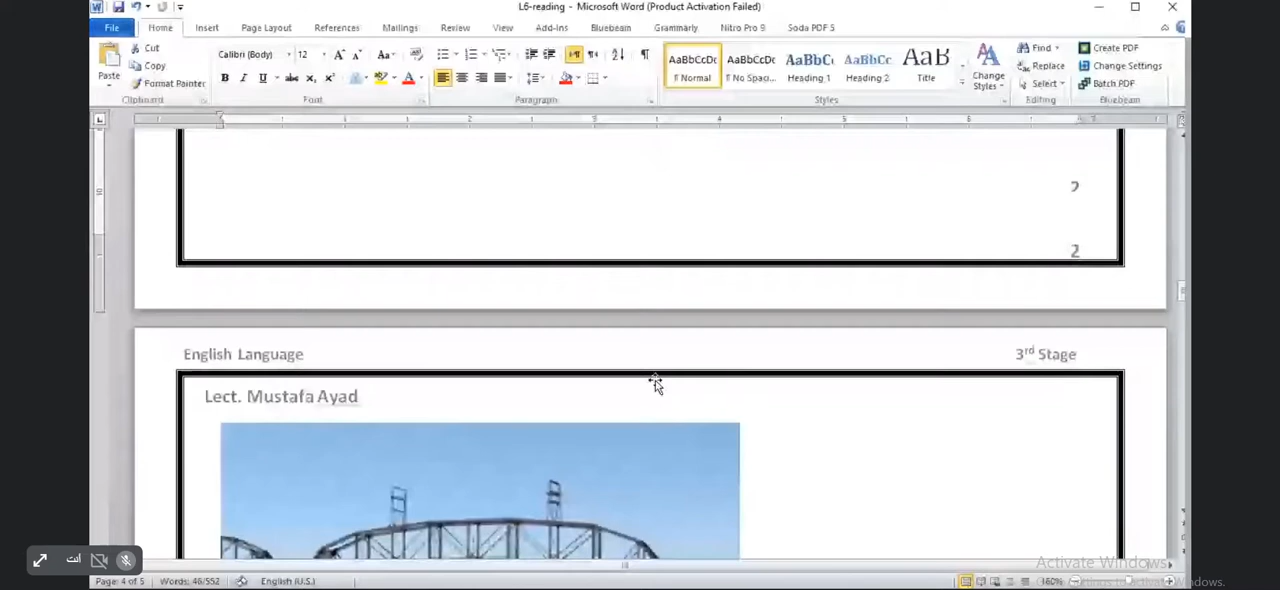 L6-reading - Microsoft Word (Product Activation Failed)
File Home Insert Page Layout References Mailings Review View Add-Ins Bluebeam Grammarly Nitro Pro 9 Soda PDF 5
Paste
Cut
Copy
Format Painter
Clipboard
Calibri (Body) 12
Font
Paragraph
AaBbCcDc AaBbCcDc AaBbC AaBbCc AaB
¶ Normal ¶ No Spaci... Heading 1 Heading 2 Title
Change Styles
Styles
Find
Replace
Select
Editing
Create PDF
Change Settings
Batch PDF
Bluebeam
2
2
English Language 3rd Stage
Lect. Mustafa Ayad
انت
Activate Windows
Page: 4 of 5 Words: 46/552 English (U.S.)